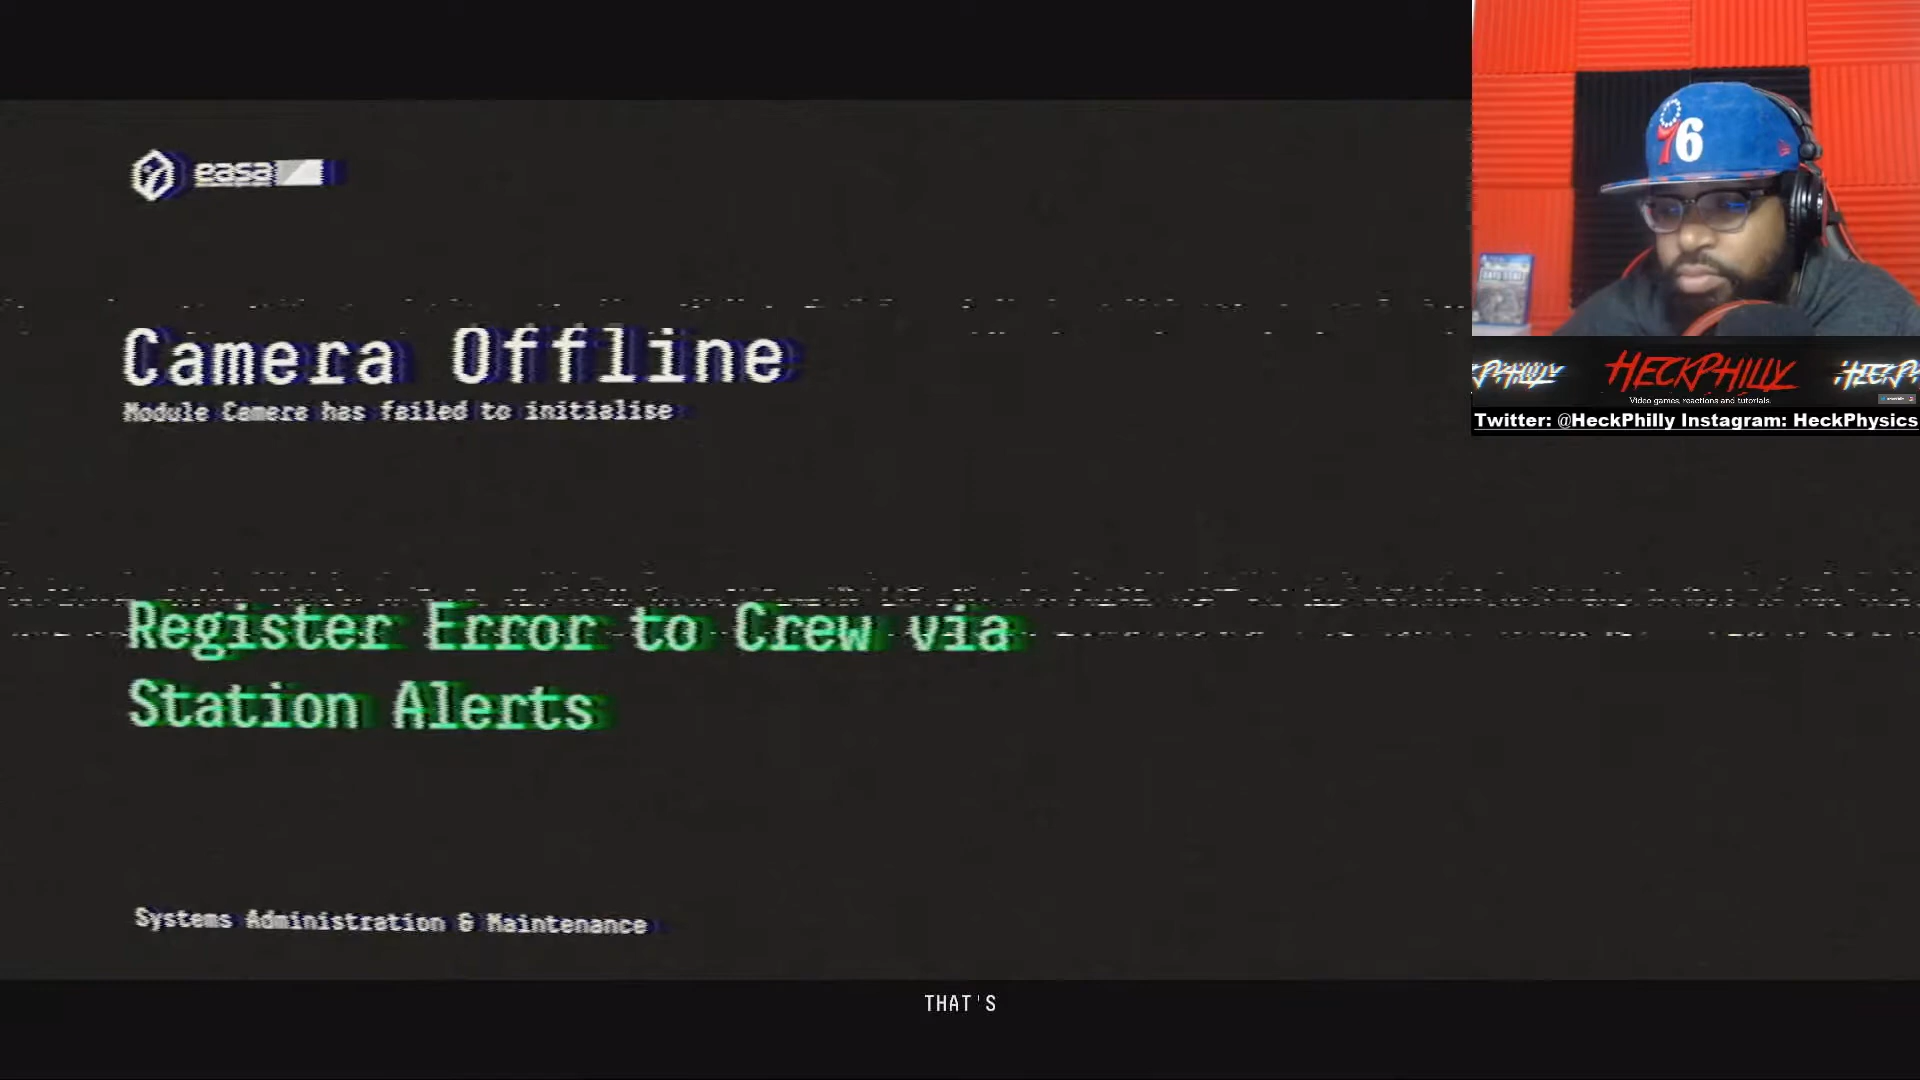 easa
Camera Offline
Module Camera has failed to initialise
Register Error to Crew via
Station Alerts
Systems Administration & Maintenance
THAT'S
76
HECKPHILLY
Video games, reactions and tutorials.
Twitter: @HeckPhilly Instagram: HeckPhysics